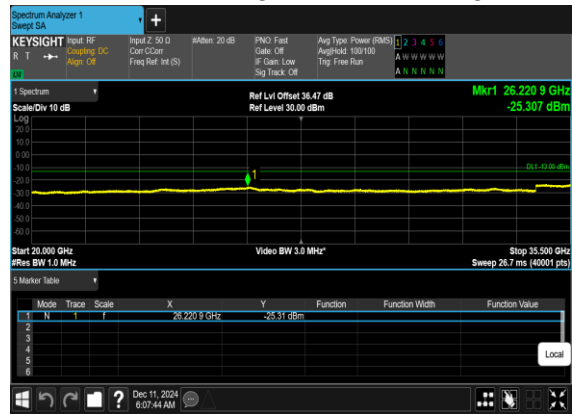 Spectrum Analyzer 1
Swept SA
+
KEYSIGHT Input: RF Input Z: 50 Ω #Atten: 20 dB PNO: Fast Avg Type: Power (RMS) 1 2 3 4 5 6
R T Coupling: DC Corr CCorr Gate: Off Avg|Hold: 100/100 A W W W W W
Align: Off Freq Ref: Int (S) IF Gain: Low Trig: Free Run
Sig Track: Off A N N N N N
1 Spectrum Ref Lvl Offset 36.47 dB Mkr1 26.220 9 GHz
Scale/Div 10 dB Ref Level 30.00 dBm -25.307 dBm
Log
20.0
10.0
0.00
-10.0 DL1 -13.00 dBm
1
-20.0
-30.0
-40.0
-50.0
-60.0
Start 20.000 GHz Video BW 3.0 MHz* Stop 35.500 GHz
#Res BW 1.0 MHz Sweep 26.7 ms (40001 pts)
5 Marker Table
Mode Trace Scale X Y Function Function Width Function Value
1 N 1 f 26.220 9 GHz -25.31 dBm
2
3
4
5
6
Local
? Dec 11, 2024
6:07:44 AM